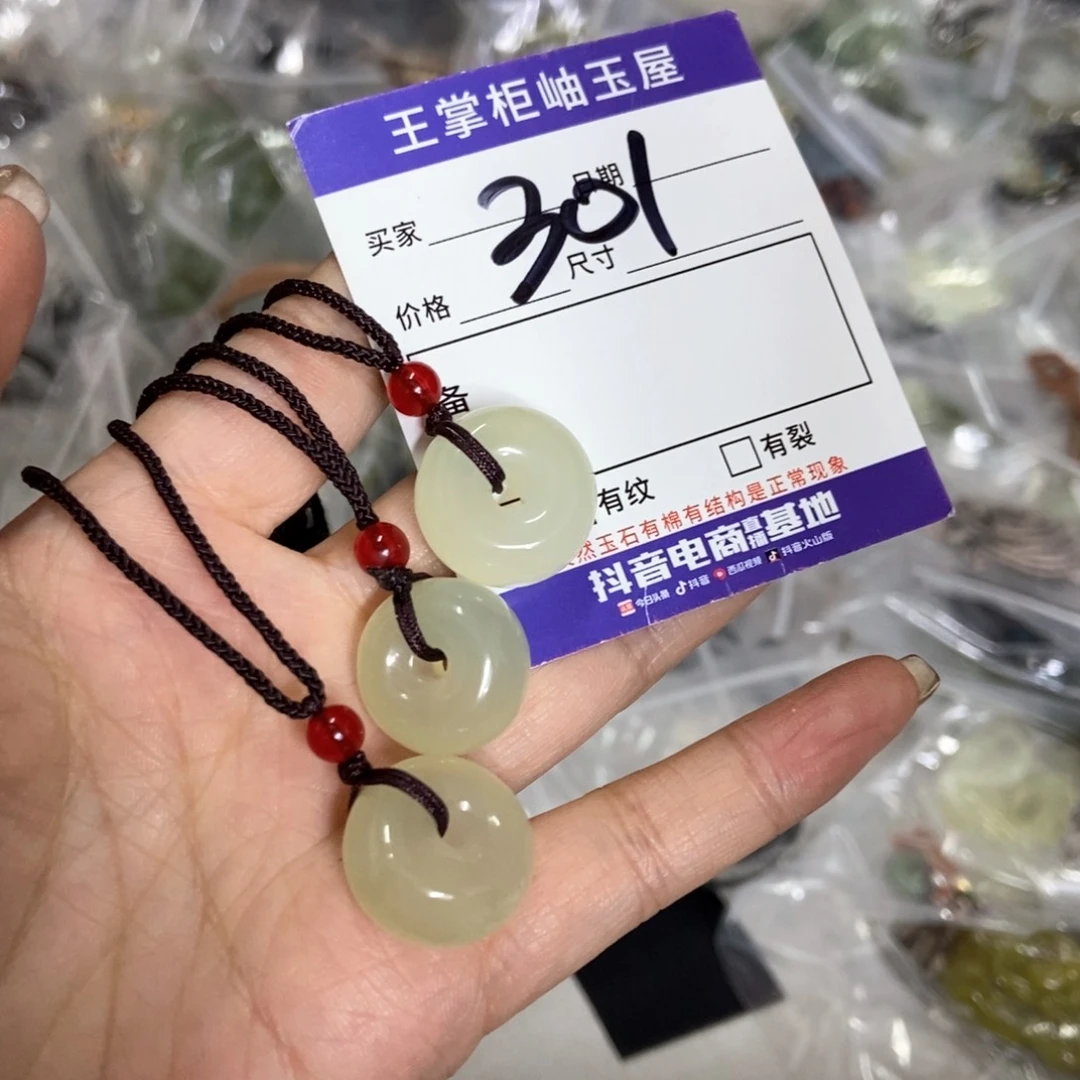 王掌柜岫玉屋
日期
301
买家
尺寸
价格
备
有纹 有裂
然玉石有棉有结构是正常现象
抖音电商直播基地
今日头条 抖音 西瓜视频 抖音火山版